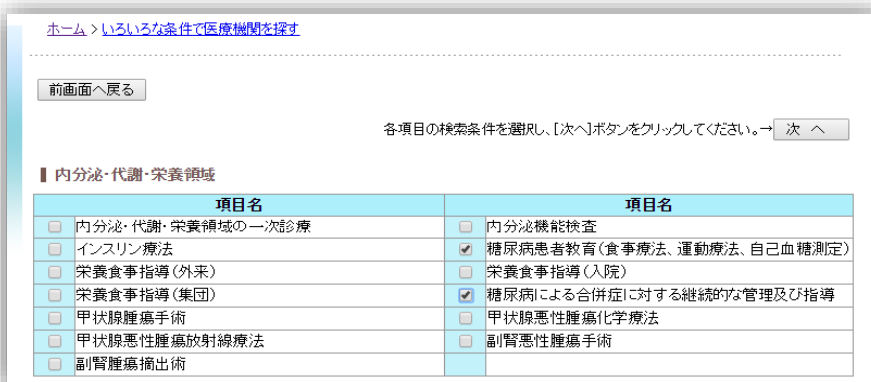 ホーム > いろいろな条件で医療機関を探す
前画面へ戻る
各項目の検索条件を選択し、[次へ]ボタンをクリックしてください。→ 次 へ
内分泌・代謝・栄養領域
項目名 項目名
内分泌・代謝・栄養領域の一次診療 内分泌機能検査
インスリン療法 糖尿病患者教育(食事療法、運動療法、自己血糖測定)
栄養食事指導(外来) 栄養食事指導(入院)
栄養食事指導(集団) 糖尿病による合併症に対する継続的な管理及び指導
甲状腺腫瘍手術 甲状腺悪性腫瘍化学療法
甲状腺悪性腫瘍放射線療法 副腎悪性腫瘍手術
副腎腫瘍摘出術